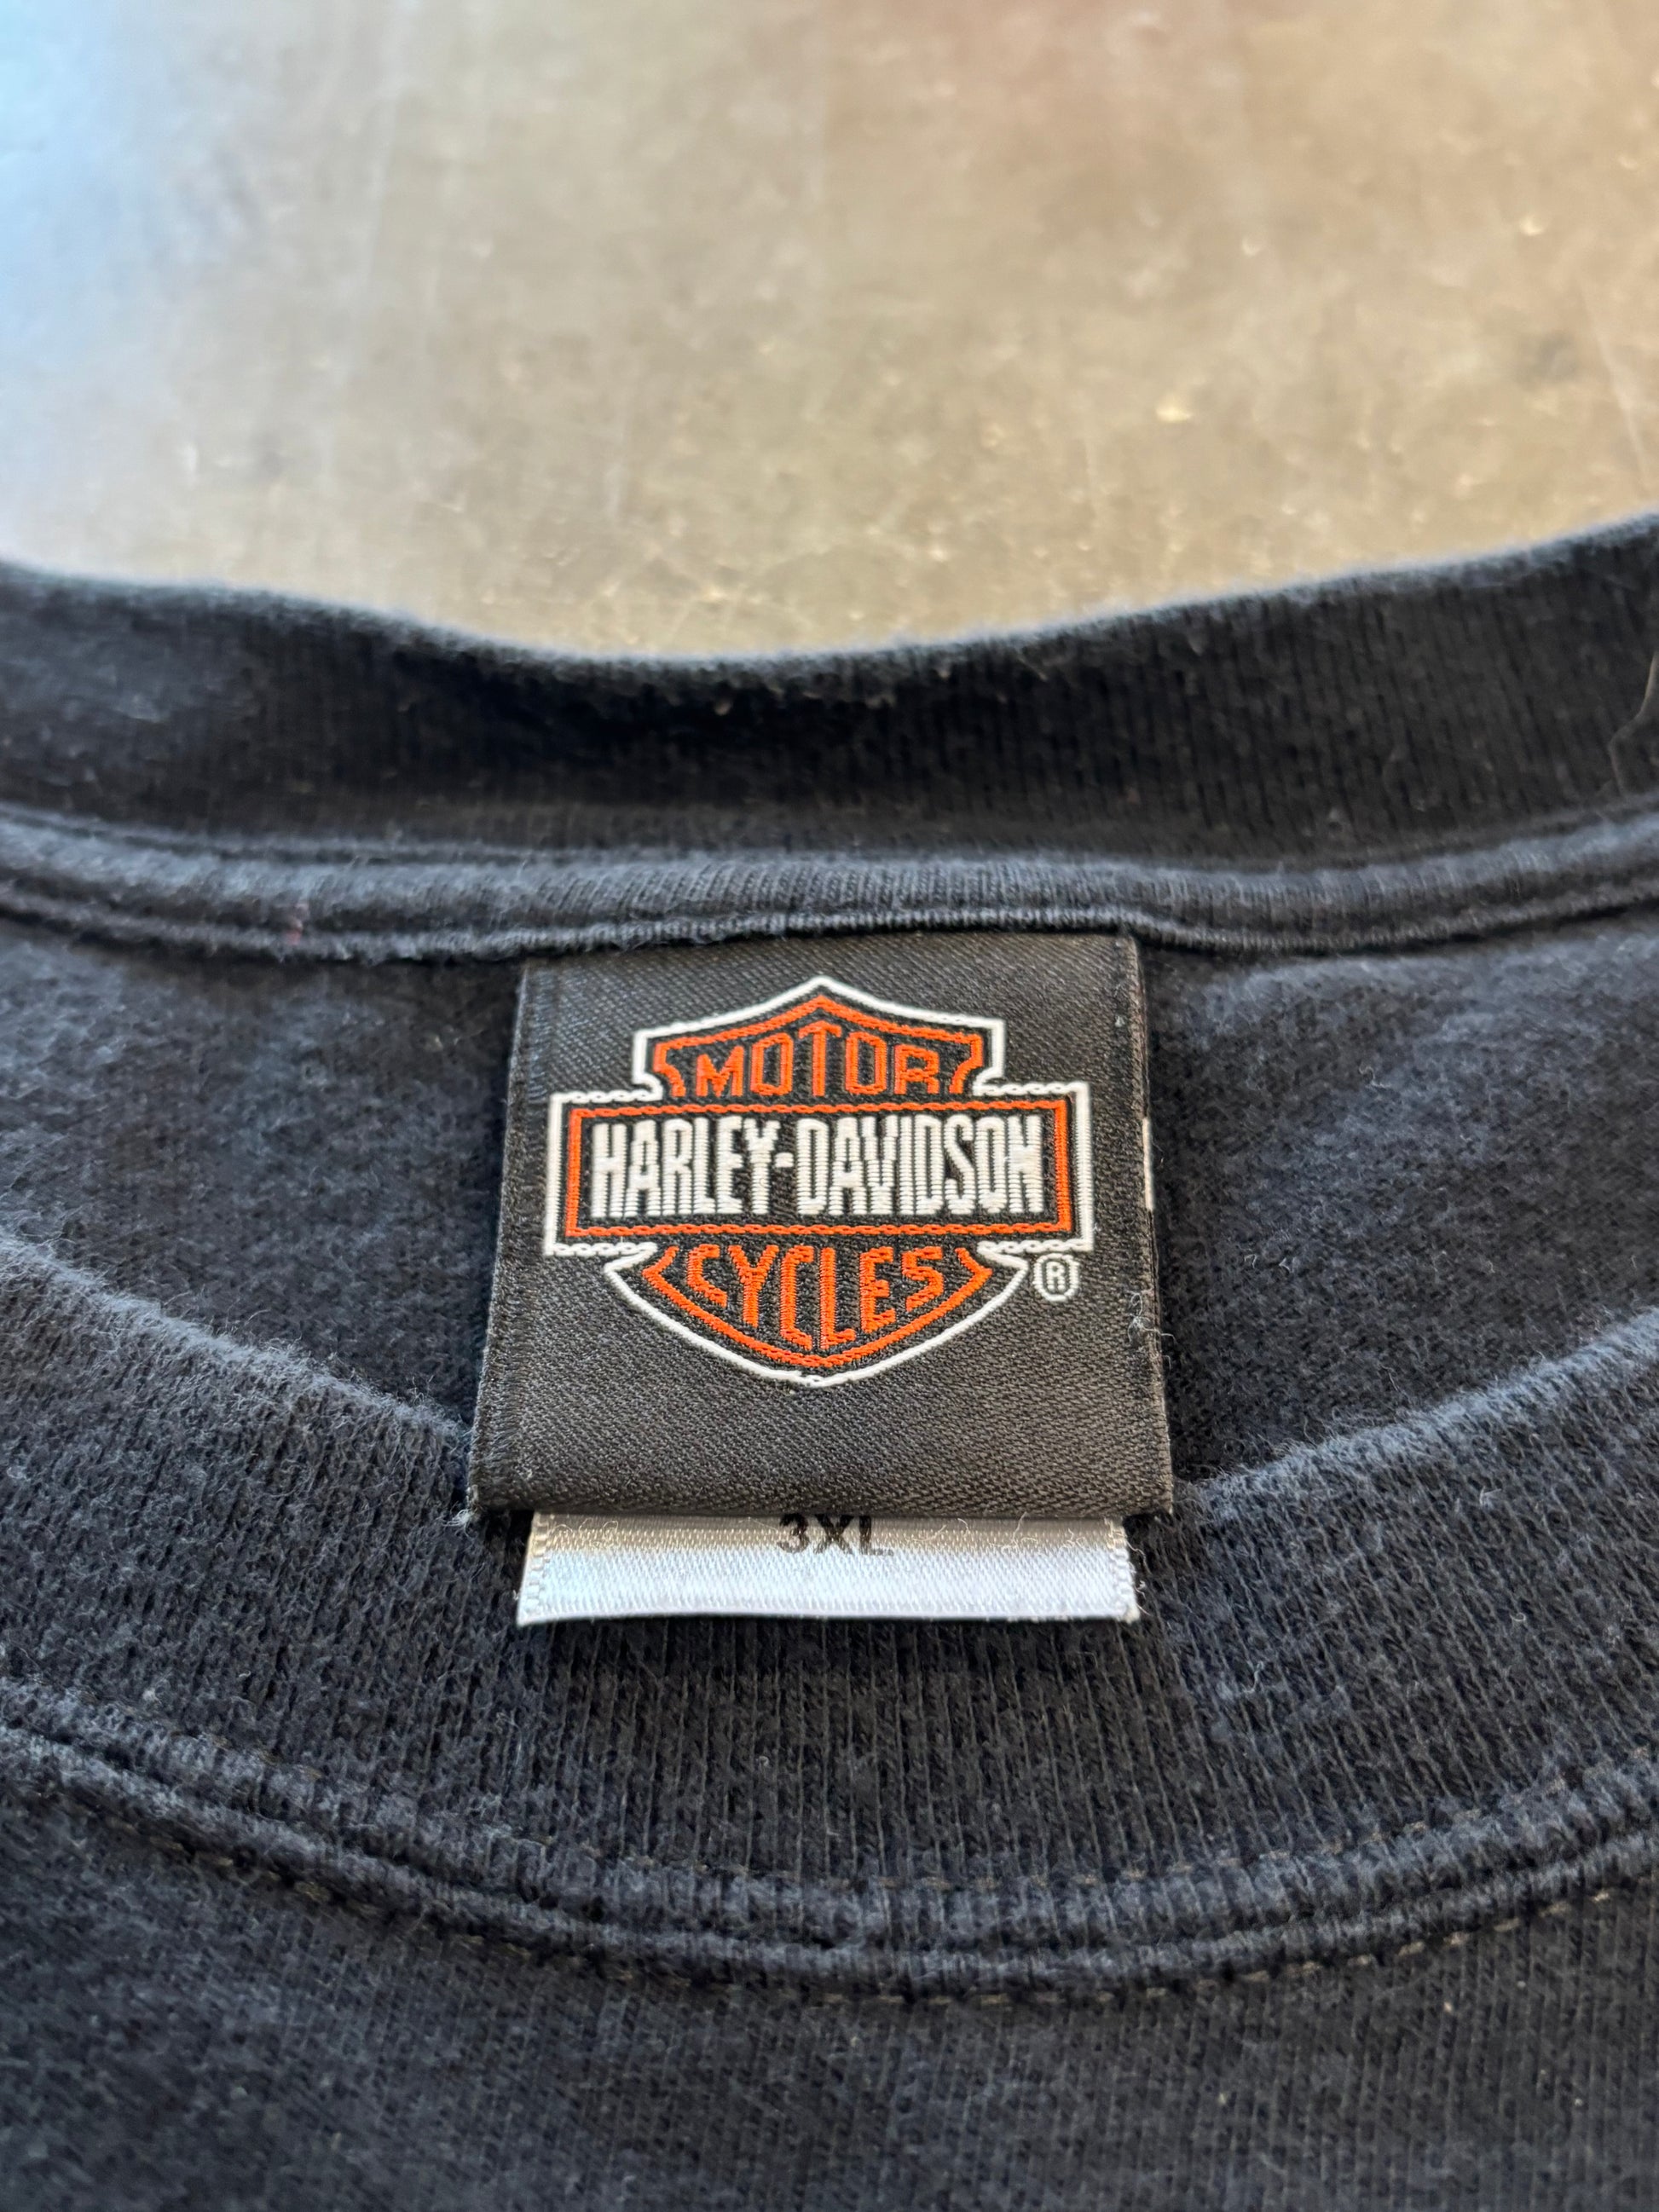 MOTOR
HARLEY-DAVIDSON
CYCLES
®
3XL